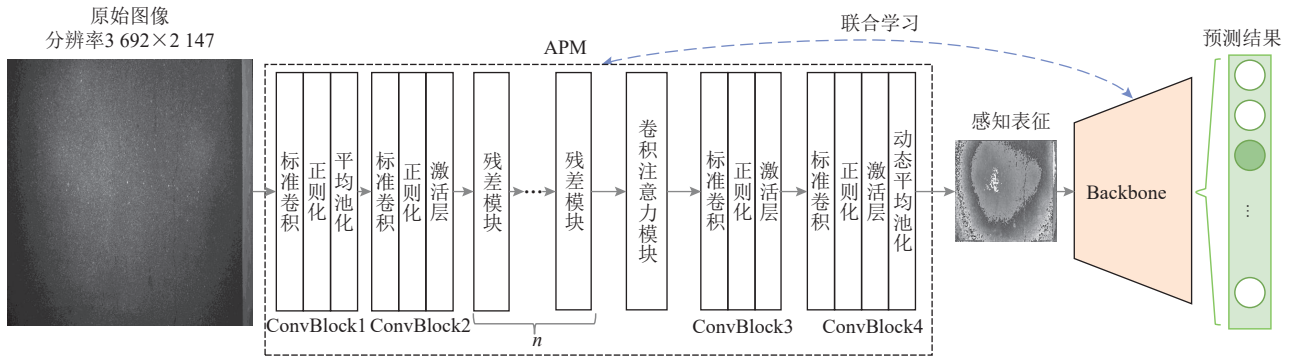 原始图像
分辨率3 692×2 147
APM
联合学习
预测结果
标准卷积
正则化
平均池化
ConvBlock1
标准卷积
正则化
激活层
ConvBlock2
残差模块
...
残差模块
n
卷积注意力模块
标准卷积
正则化
激活层
ConvBlock3
标准卷积
正则化
激活层
动态平均池化
ConvBlock4
感知表征
Backbone
...